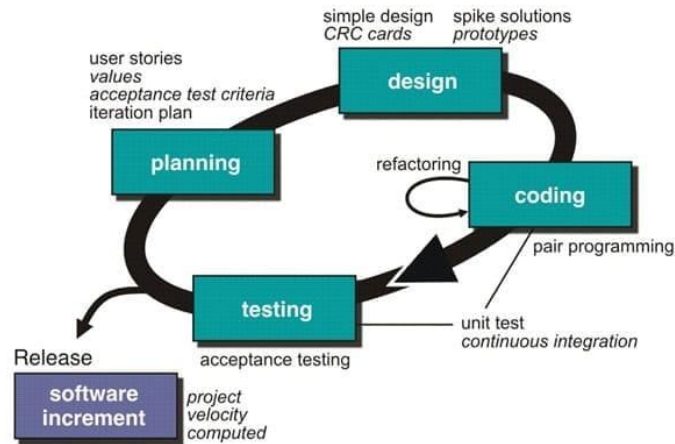 simple design
CRC cards
spike solutions
prototypes
design
user stories
values
acceptance test criteria
iteration plan
planning
refactoring
coding
pair programming
testing
acceptance testing
unit test
continuous integration
Release
software
increment
project
velocity
computed